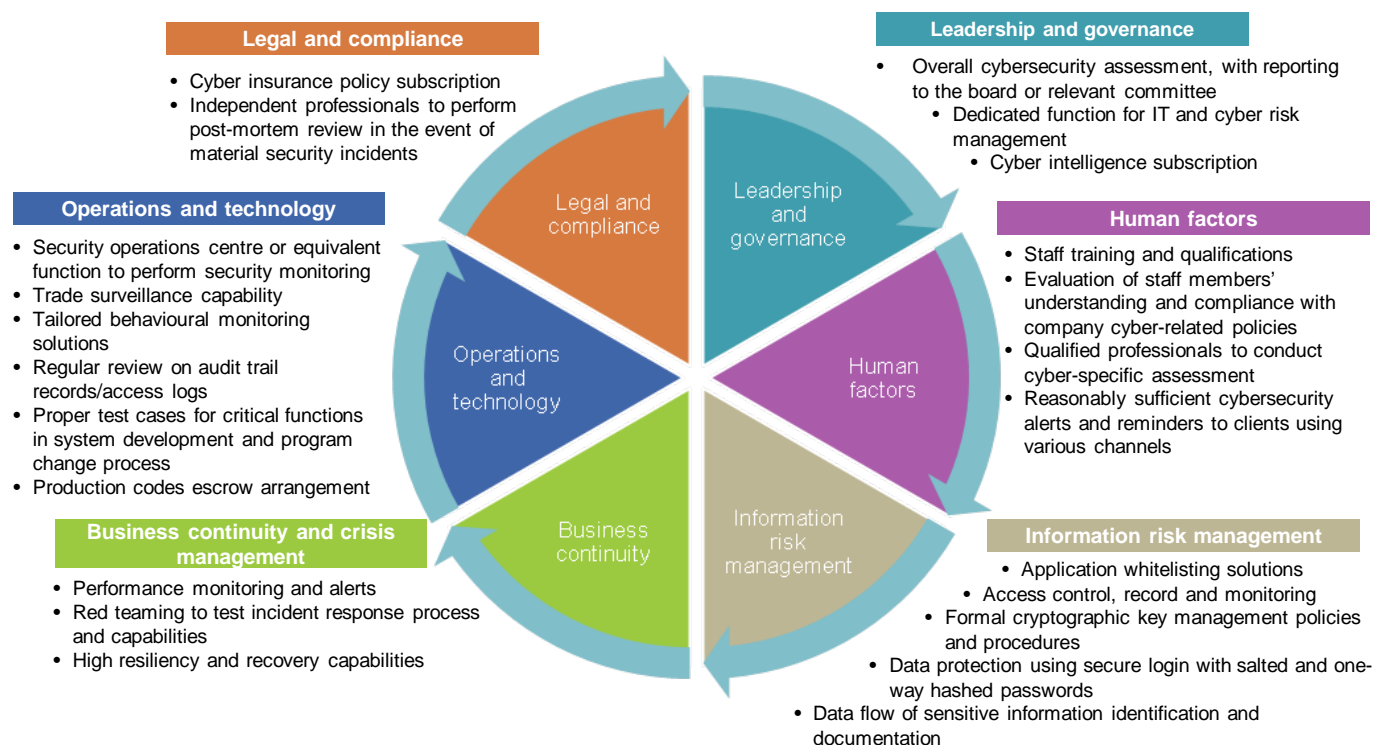 Legal and compliance
• Cyber insurance policy subscription
• Independent professionals to perform
post-mortem review in the event of
material security incidents
Leadership and governance
• Overall cybersecurity assessment, with reporting
to the board or relevant committee
• Dedicated function for IT and cyber risk
management
• Cyber intelligence subscription
Operations and technology
• Security operations centre or equivalent
function to perform security monitoring
• Trade surveillance capability
• Tailored behavioural monitoring
solutions
• Regular review on audit trail
records/access logs
• Proper test cases for critical functions
in system development and program
change process
• Production codes escrow arrangement
Legal and
compliance
Leadership
and
governance
Operations
and
technology
Human
factors
Business
continuity
Information
risk
management
Human factors
• Staff training and qualifications
• Evaluation of staff members'
understanding and compliance with
company cyber-related policies
• Qualified professionals to conduct
cyber-specific assessment
• Reasonably sufficient cybersecurity
alerts and reminders to clients using
various channels
Business continuity and crisis
management
• Performance monitoring and alerts
• Red teaming to test incident response process
and capabilities
• High resiliency and recovery capabilities
Information risk management
• Application whitelisting solutions
• Access control, record and monitoring
• Formal cryptographic key management policies
and procedures
• Data protection using secure login with salted and one-
way hashed passwords
• Data flow of sensitive information identification and
documentation